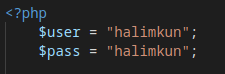 <?php
    $user = "halimkun";
    $pass = "halimkun";